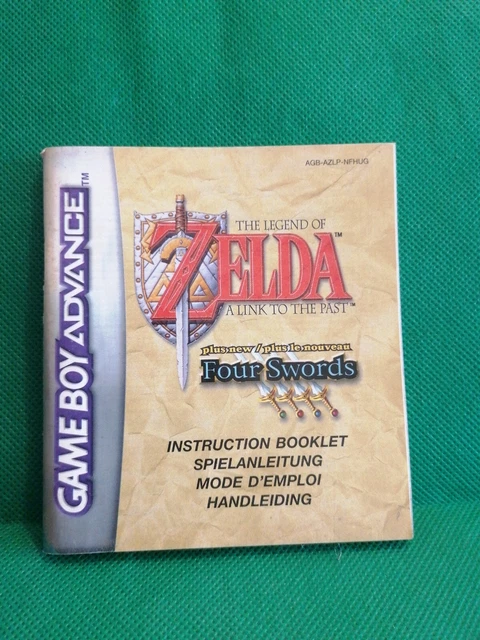 AGB-AZLP-NFHUG
GAME BOY ADVANCE™
THE LEGEND OF
ZELDA™
A LINK TO THE PAST™
plus new / plus le nouveau
Four Swords
INSTRUCTION BOOKLET
SPIELANLEITUNG
MODE D'EMPLOI
HANDLEIDING